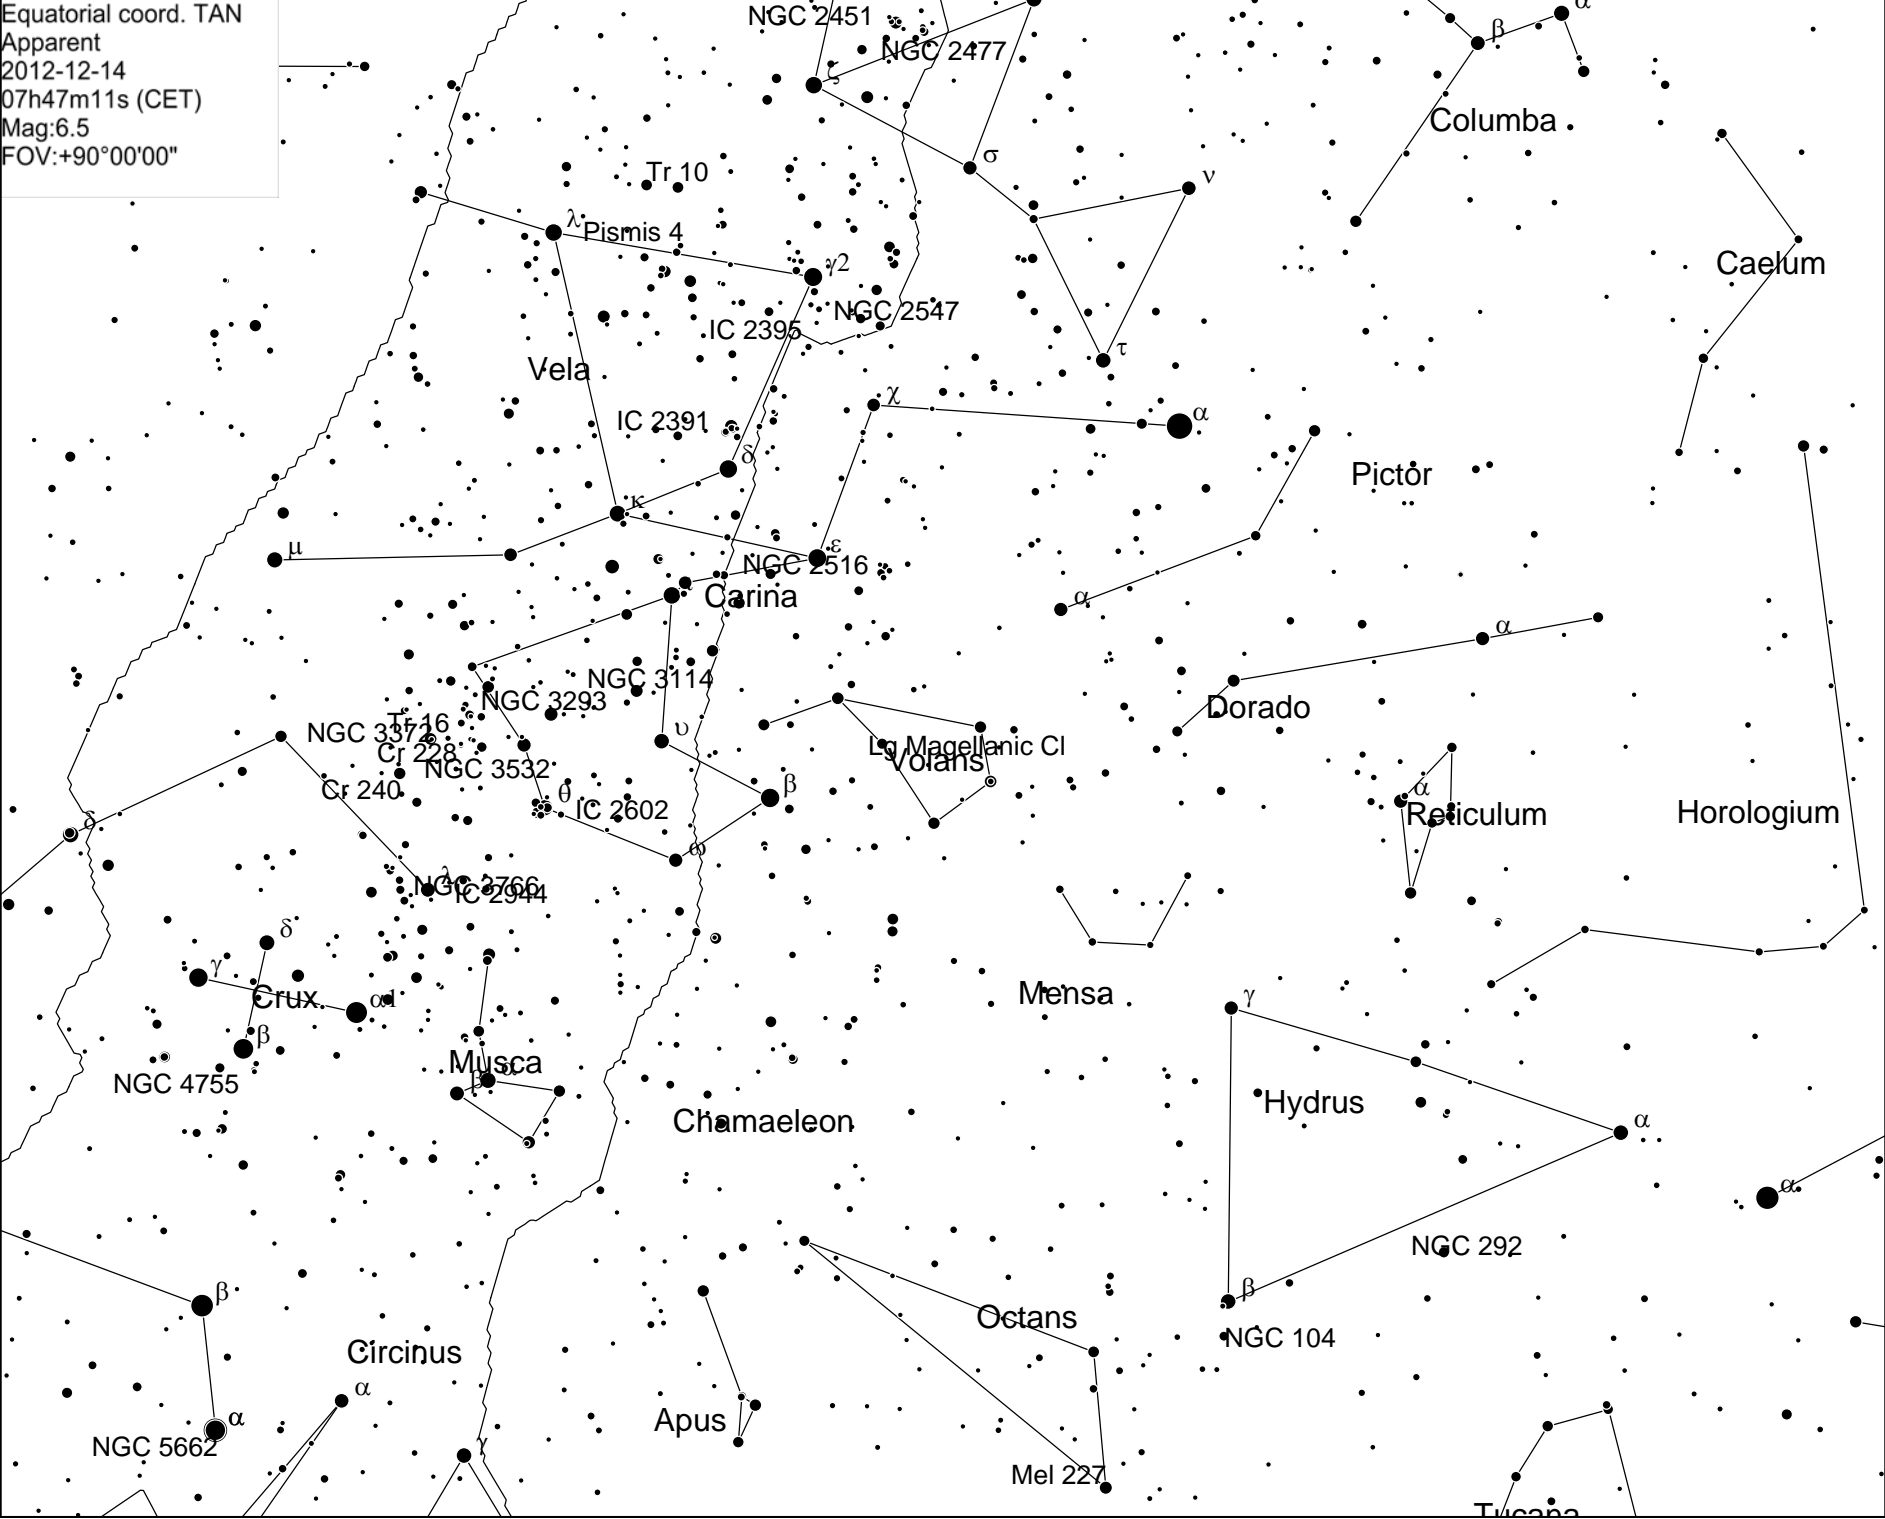 Equatorial coord. TAN
Apparent
2012-12-14
07h47m11s (CET)
Mag:6.5
FOV:+90°00'00"
NGC 2451
NGC 2477
ζ
β
α
Columba
σ
ν
Tr 10
λ
Pismis 4
γ2
Caelum
NGC 2547
IC 2395
τ
Vela
χ
α
IC 2391
δ
Pictor
κ
ε
μ
NGC 2516
Carina
α
α
NGC 3114
NGC 3293
Dorado
Tr 16
NGC 3372
υ
Cr 228
Lg Magellanic Cl
Volans
NGC 3532
Cr 240
θ
β
α
IC 2602
Reticulum
Horologium
δ
ω
λ
NGC 3766
IC 2944
δ
γ
Crux
α1
Mensa
γ
β
Musca
α
β
NGC 4755
Hydrus
Chamaeleon
α
α
NGC 292
β
β
Octans
NGC 104
Circinus
α
Apus
α
NGC 5662
γ
Mel 227
Tucana